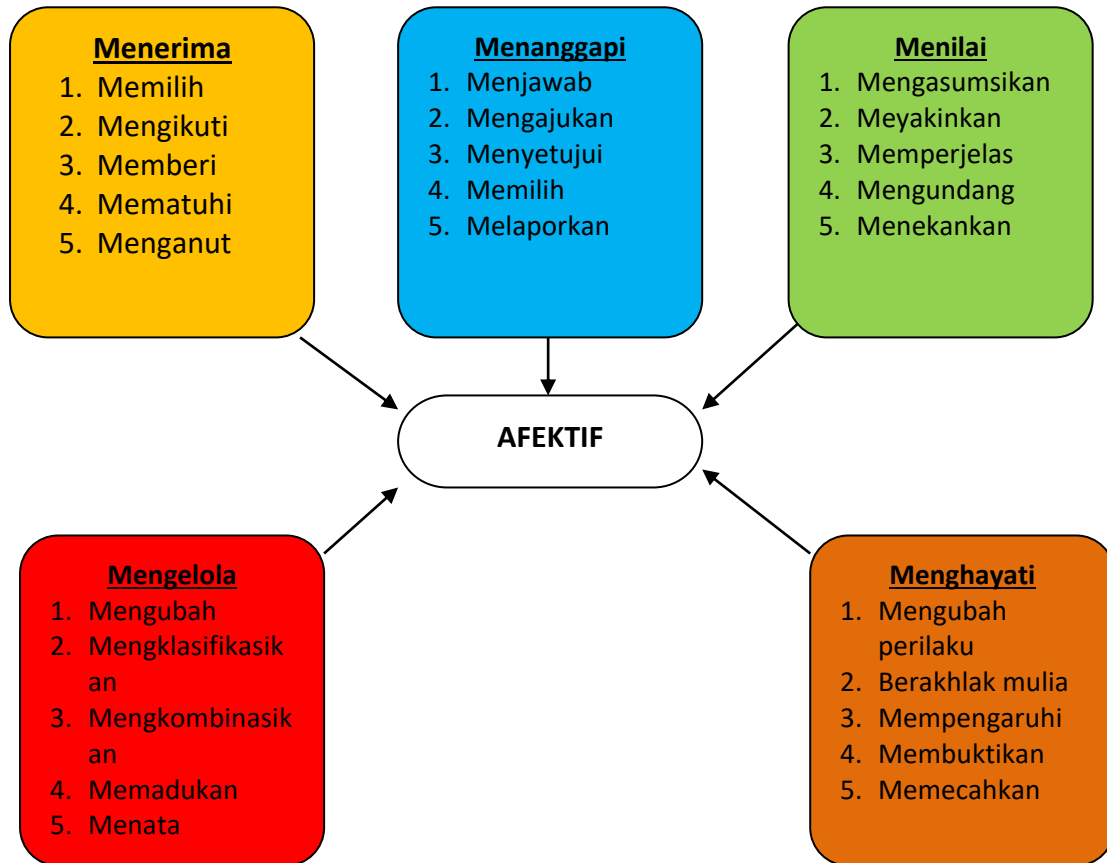 Menerima
1. Memilih
2. Mengikuti
3. Memberi
4. Mematuhi
5. Menganut
Menanggapi
1. Menjawab
2. Mengajukan
3. Menyetujui
4. Memilih
5. Melaporkan
Menilai
1. Mengasumsikan
2. Meyakinkan
3. Memperjelas
4. Mengundang
5. Menekankan
AFEKTIF
Mengelola
1. Mengubah
2. Mengklasifikasik
an
3. Mengkombinasik
an
4. Memadukan
5. Menata
Menghayati
1. Mengubah
perilaku
2. Berakhlak mulia
3. Mempengaruhi
4. Membuktikan
5. Memecahkan